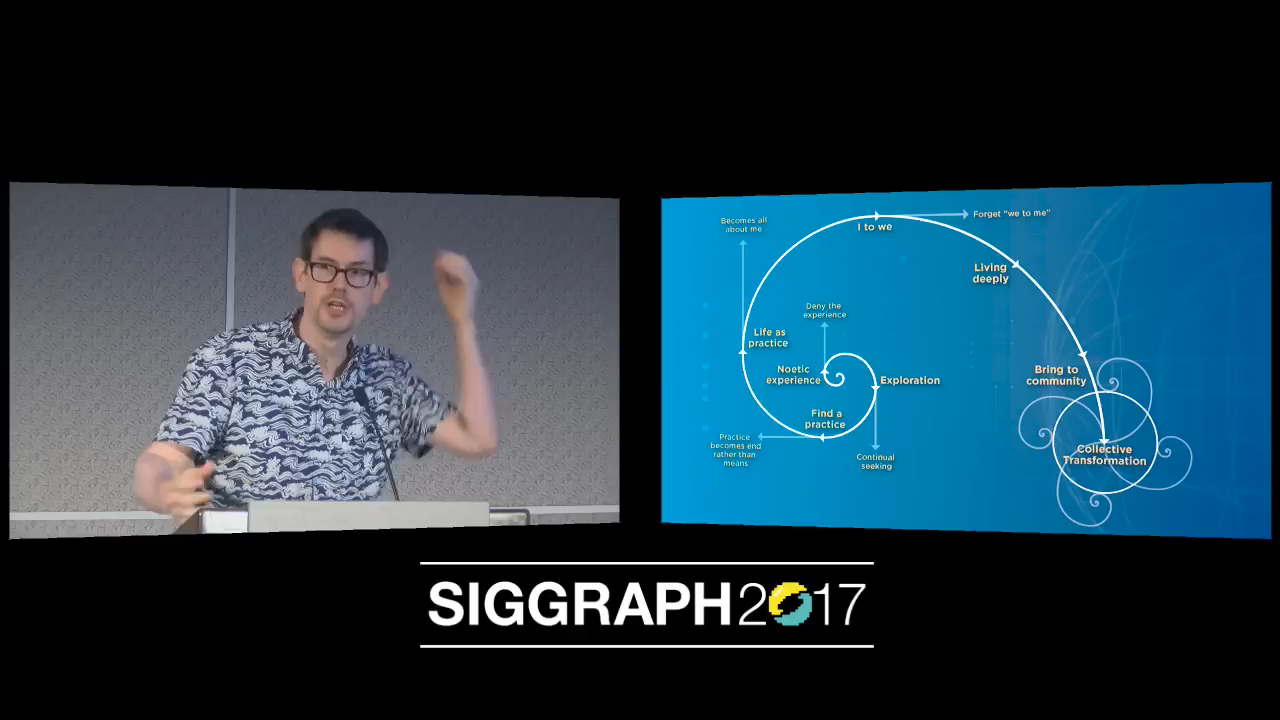 Becomes all
about me
I to we
Forget "we to me"
Living
deeply
Deny the
experience
Life as
practice
Noetic
experience
Exploration
Bring to
community
Find a
practice
Practice
becomes end
rather than
means
Continual
seeking
Collective
Transformation
SIGGRAPH2017